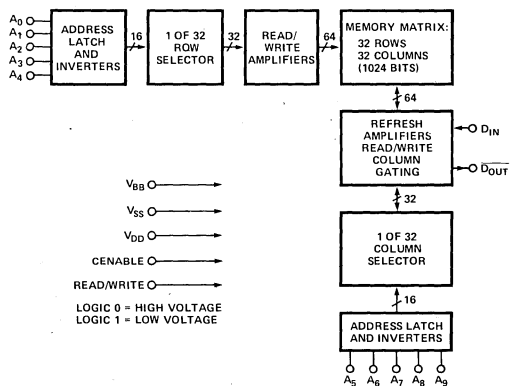 A0
A1
A2
A3
A4
ADDRESS
LATCH
AND
INVERTERS
16
1 OF 32
ROW
SELECTOR
32
READ/
WRITE
AMPLIFIERS
64
MEMORY MATRIX:
32 ROWS
32 COLUMNS
(1024 BITS)
64
REFRESH
AMPLIFIERS
READ/WRITE
COLUMN
GATING
DIN
DOUT
32
1 OF 32
COLUMN
SELECTOR
16
ADDRESS LATCH
AND INVERTERS
A5 A6 A7 A8 A9
VBB
VSS
VDD
CENABLE
READ/WRITE
LOGIC 0 = HIGH VOLTAGE
LOGIC 1 = LOW VOLTAGE